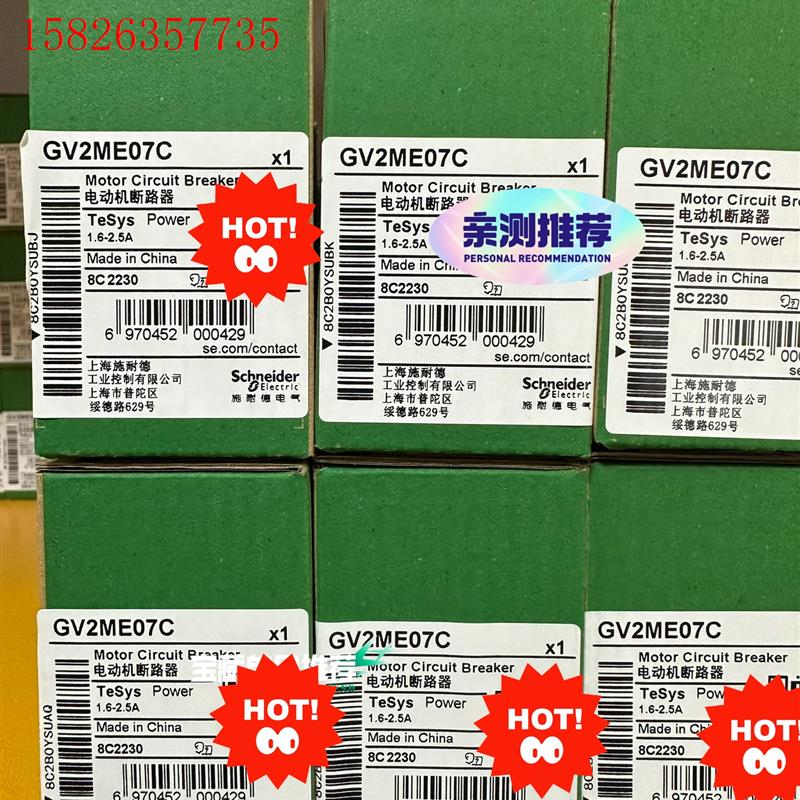 15826357735
GV2ME07C
x1
Motor Circuit Breaker
电动机断路器
TeSys Power
1.6-2.5A
Made in China
8C2230
8C2B0YSUBJ
6 970452 000429
se.com/contact
上海施耐德
工业控制有限公司
上海市普陀区
绥德路629号
Schneider
Electric
施耐德电气
HOT!
GV2ME07C
x1
Motor Circuit Breaker
电动机断路器
TeSys
1.6-2.5A
Made in
8C2230
8C2B0YSUBK
6 970452 000429
se.com/contact
上海施耐德
工业控制有限公司
上海市普陀区
绥德路629号
Schneider
Electric
施耐德电气
亲测推荐
PERSONAL RECOMMENDATION
GV2ME07C
Motor Circuit Bre
电动机断路器
TeSys Power
1.6-2.5A
Made in China
8C2230
6 970452 0004
se
上海施耐德
工业控制有限公司
上海市普陀区
绥德路629号
GV2ME07C
x1
Motor Circuit Breaker
电动机断路器
TeSys Power
1.6-2.5A
Made in China
8C2230
8C2B0YSUAQ
6 970452 000429
HOT!
GV2ME07C
x1
Motor Circuit Breaker
电动机断路器
TeSys Power
1.6-2.5A
Made in China
8C2230
HOT!
GV2ME07C
Motor Circuit Breaker
电动机断路器
TeSys Pow
1.6-2.5A
Made in China
8C2230
HOT!